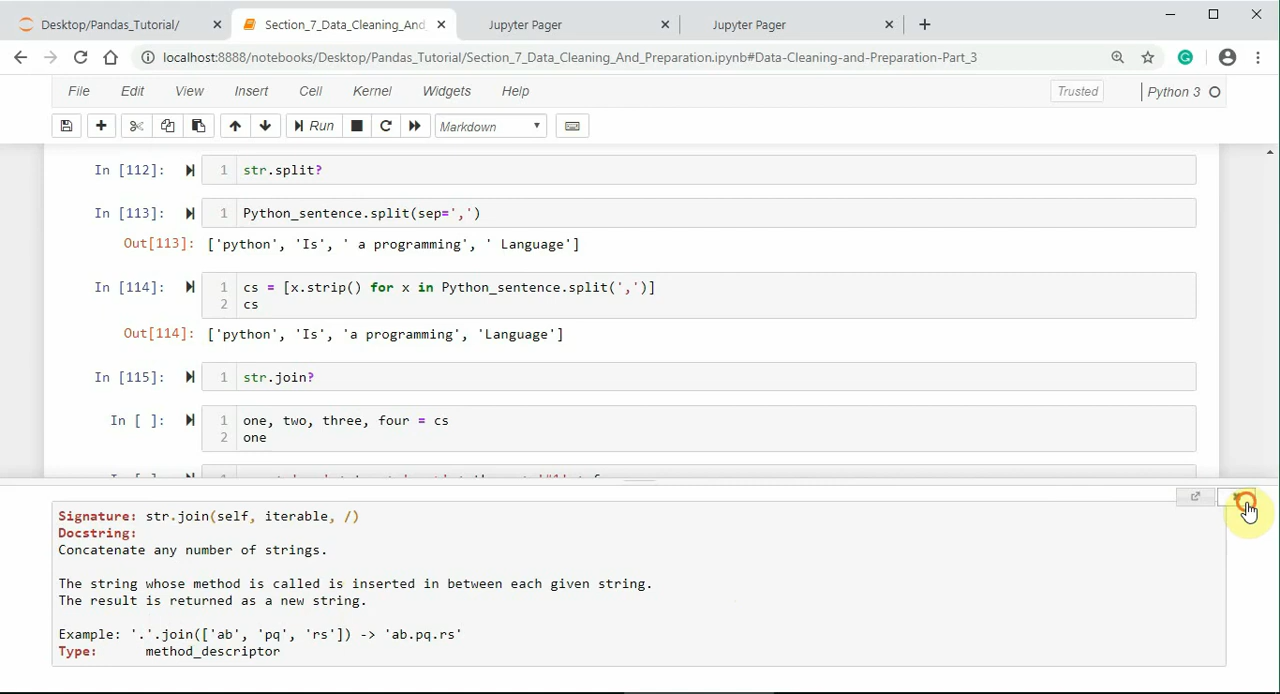 Desktop/Pandas_Tutorial/
Section_7_Data_Cleaning_And_
Jupyter Pager
Jupyter Pager
localhost:8888/notebooks/Desktop/Pandas_Tutorial/Section_7_Data_Cleaning_And_Preparation.ipynb#Data-Cleaning-and-Preparation-Part_3
File Edit View Insert Cell Kernel Widgets Help Trusted Python 3
Run Markdown
In [112]: 1 str.split?
In [113]: 1 Python_sentence.split(sep=',')
Out[113]: ['python', 'Is', ' a programming', ' Language']
In [114]: 1 cs = [x.strip() for x in Python_sentence.split(',')]
2 cs
Out[114]: ['python', 'Is', 'a programming', 'Language']
In [115]: 1 str.join?
In [ ]: 1 one, two, three, four = cs
2 one
Signature: str.join(self, iterable, /)
Docstring:
Concatenate any number of strings.
The string whose method is called is inserted in between each given string.
The result is returned as a new string.
Example: '.'.join(['ab', 'pq', 'rs']) -> 'ab.pq.rs'
Type: method_descriptor